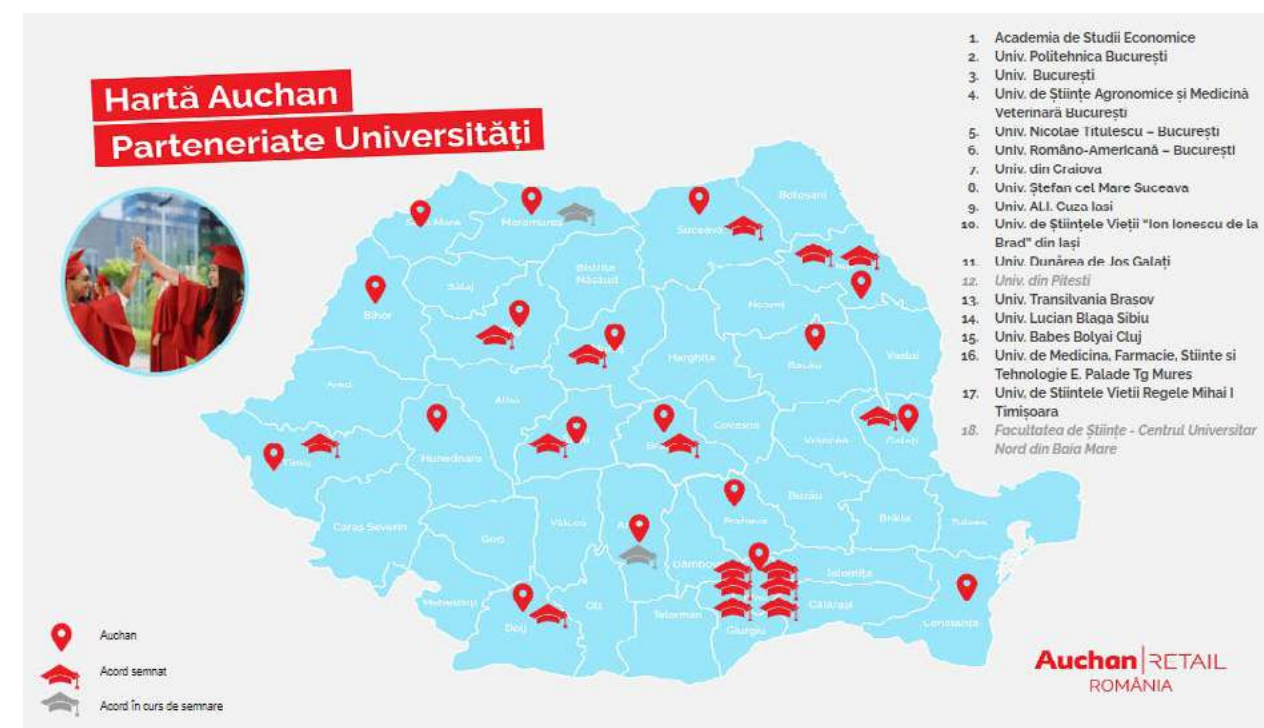 Hartă Auchan
Parteneriate Universități
1. Academia de Studii Economice
2. Univ. Politehnica București
3. Univ. București
4. Univ. de Științe Agronomice și Medicină
Veterinară București
5. Univ. Nicolae Titulescu – București
6. Univ. Româno-Americană – București
7. Univ. din Craiova
8. Univ. Ștefan cel Mare Suceava
9. Univ. Al.I. Cuza Iasi
10. Univ. de Științele Vieții "Ion Ionescu de la
Brad" din Iași
11. Univ. Dunărea de Jos Galați
12. Univ. din Pitesti
13. Univ. Transilvania Brasov
14. Univ. Lucian Blaga Sibiu
15. Univ. Babes Bolyai Cluj
16. Univ. de Medicina, Farmacie, Stiinte si
Tehnologie E. Palade Tg Mures
17. Univ. de Stiintele Vietii Regele Mihai I
Timișoara
18. Facultatea de Științe - Centrul Universitar
Nord din Baia Mare
Botoșani
Maramureș
Suceava
Bistrița
Năsăud
Sălaj
Neamț
Bihor
Harghita
Bacău
Vaslui
Arad
Alba
Covasna
Vrancea
Galați
Timiș
Hunedoara
Buzău
Caraș Severin
Vâlcea
Prahova
Brăila
Tulcea
Gorj
Ialomița
Mehedinți
Olt
Călărași
Dolj
Teleorman
Giurgiu
Constanța
Auchan
Acord semnat
Acord în curs de semnare
Auchan RETAIL
ROMÂNIA